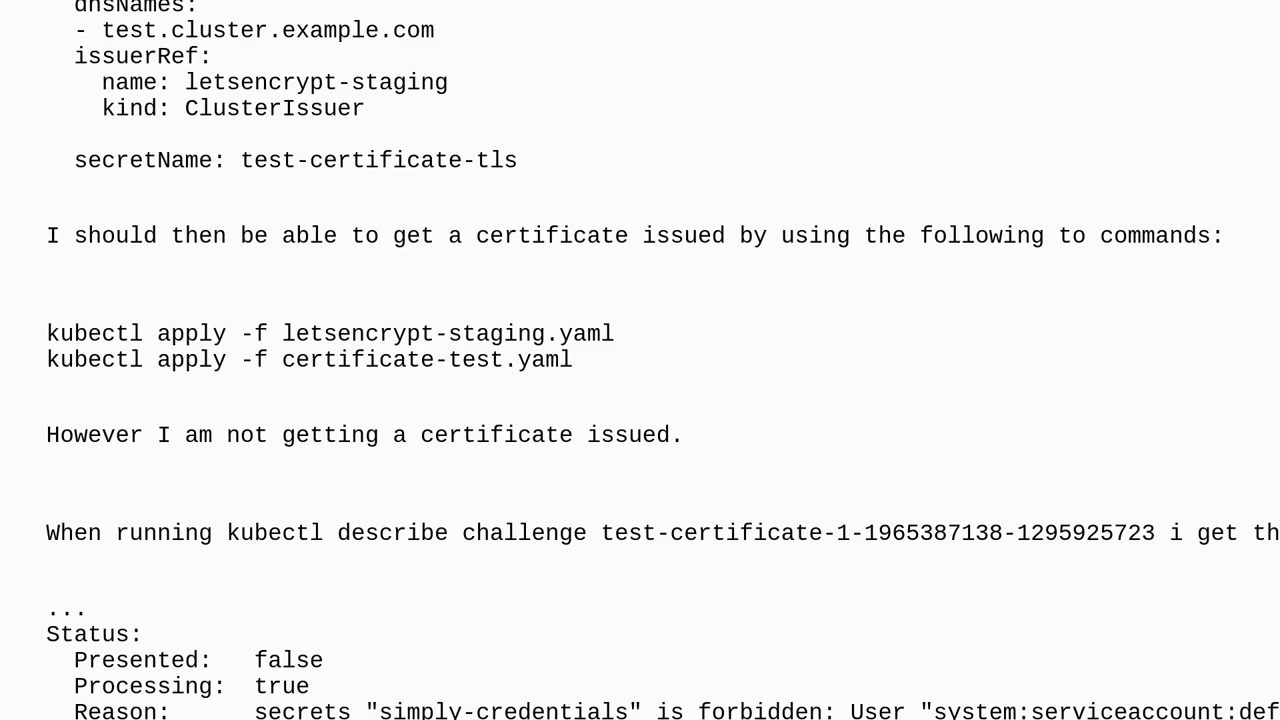 dnsNames:
- test.cluster.example.com
issuerRef:
name: letsencrypt-staging
kind: ClusterIssuer
secretName: test-certificate-tls
I should then be able to get a certificate issued by using the following to commands:
kubectl apply -f letsencrypt-staging.yaml
kubectl apply -f certificate-test.yaml
However I am not getting a certificate issued.
When running kubectl describe challenge test-certificate-1-1965387138-1295925723 i get th
...
Status:
Presented: false
Processing: true
Reason: secrets "simply-credentials" is forbidden: User "system:serviceaccount:def